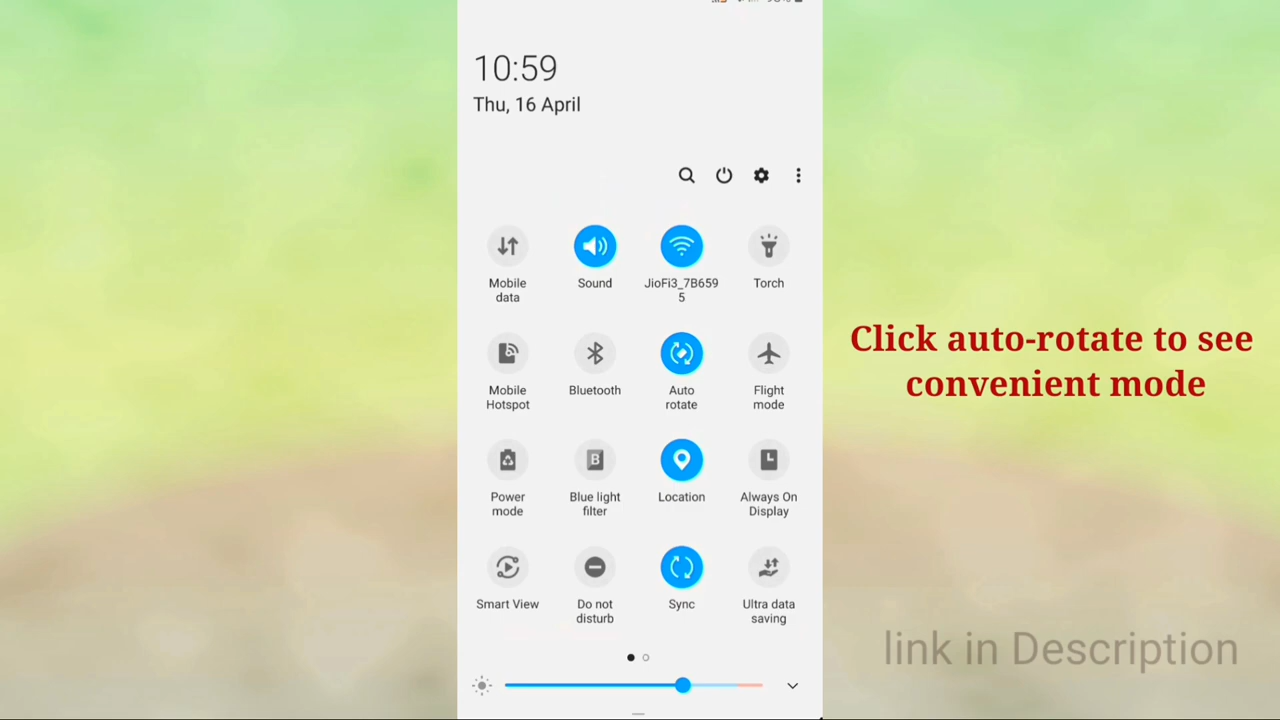 10:59
Thu, 16 April
Mobile data
Sound
JioFi3_7B6595
Torch
Mobile Hotspot
Bluetooth
Auto rotate
Flight mode
Click auto-rotate to see
convenient mode
Power mode
Blue light filter
Location
Always On Display
Smart View
Do not disturb
Sync
Ultra data saving
link in Description